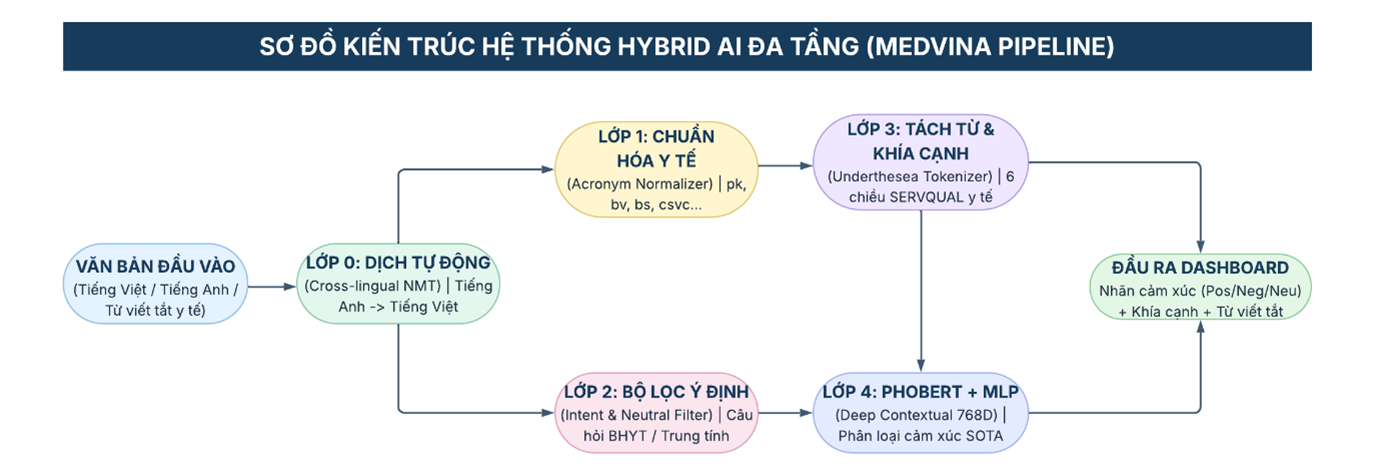 SƠ ĐỒ KIẾN TRÚC HỆ THỐNG HYBRID AI ĐA TẦNG (MEDVINA PIPELINE)
VĂN BẢN ĐẦU VÀO
(Tiếng Việt / Tiếng Anh /
Từ viết tắt y tế)
LỚP 0: DỊCH TỰ ĐỘNG
(Cross-lingual NMT) | Tiếng
Anh -> Tiếng Việt
LỚP 1: CHUẨN
HÓA Y TẾ
(Acronym Normalizer) | pk,
bv, bs, csvc...
LỚP 2: BỘ LỌC Ý ĐỊNH
(Intent & Neutral Filter) | Câu
hỏi BHYT / Trung tính
LỚP 3: TÁCH TỪ &
KHÍA CẠNH
(Underthesea Tokenizer) | 6
chiều SERVQUAL y tế
LỚP 4: PHOBERT + MLP
(Deep Contextual 768D) |
Phân loại cảm xúc SOTA
ĐẦU RA DASHBOARD
Nhãn cảm xúc (Pos/Neg/Neu)
+ Khía cạnh + Từ viết tắt